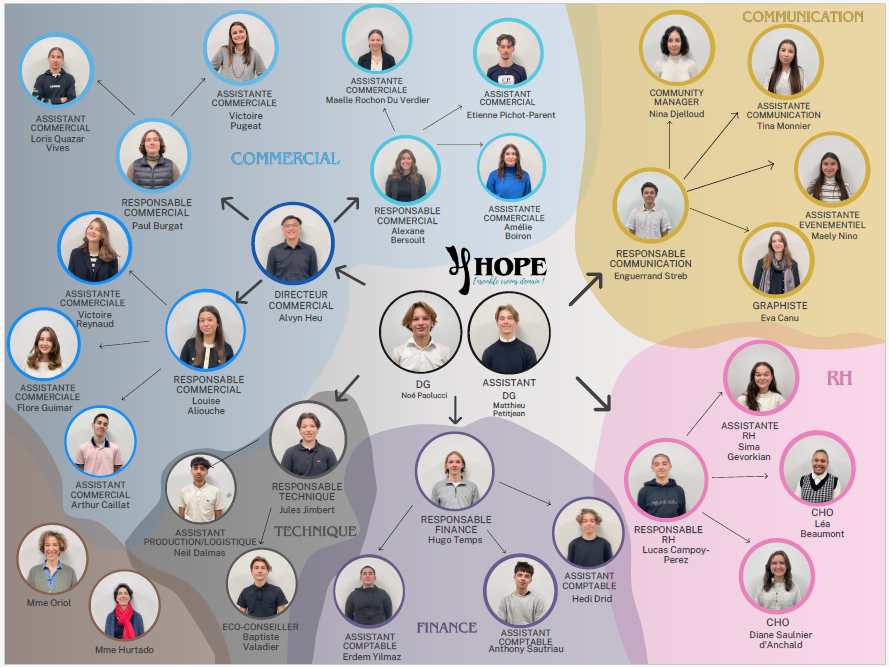 COMMUNICATION
COMMERCIAL
ASSISTANT
COMMERCIAL
Loris Quazar
Vives
ASSISTANTE
COMMERCIALE
Victoire
Pugeat
ASSISTANTE
COMMERCIALE
Maelle Rochon Du Verdier
CP
ASSISTANT
COMMERCIAL
Etienne Pichot-Parent
COMMUNITY
MANAGER
Nina Djelloud
ASSISTANTE
COMMUNICATION
Tina Monnier
RESPONSABLE
COMMERCIAL
Paul Burgat
RESPONSABLE
COMMERCIAL
Alexane
Bersoult
ASSISTANTE
COMMERCIALE
Amélie
Boiron
RESPONSABLE
COMMUNICATION
Enguerrand Streb
ASSISTANTE
EVENEMENTIEL
Maely Nino
GRAPHISTE
Eva Canu
HOPE
Ensemble créons demain !
DIRECTEUR
COMMERCIAL
Alvyn Heu
ASSISTANTE
COMMERCIALE
Victoire
Reynaud
RESPONSABLE
COMMERCIAL
Louise
Aliouche
ASSISTANTE
COMMERCIALE
Flore Guimar
ASSISTANT
COMMERCIAL
Arthur Caillat
DG
Noé Paolucci
ASSISTANT
DG
Matthieu
Petitjean
RH
ASSISTANTE
RH
Sima
Gevorkian
RESPONSABLE
RH
Lucas Campoy-
Perez
CHO
Léa
Beaumont
CHO
Diane Saulnier
d'Anchald
RESPONSABLE
TECHNIQUE
Jules Jimbert
TECHNIQUE
ASSISTANT
PRODUCTION/LOGISTIQUE
Neil Dalmas
ECO-CONSEILLER
Baptiste
Valadier
RESPONSABLE
FINANCE
Hugo Temps
ASSISTANT
COMPTABLE
Hedi Drid
ASSISTANT
COMPTABLE
Erdem Yilmaz
FINANCE
ASSISTANT
COMPTABLE
Anthony Sautriau
Mme Oriol
Mme Hurtado